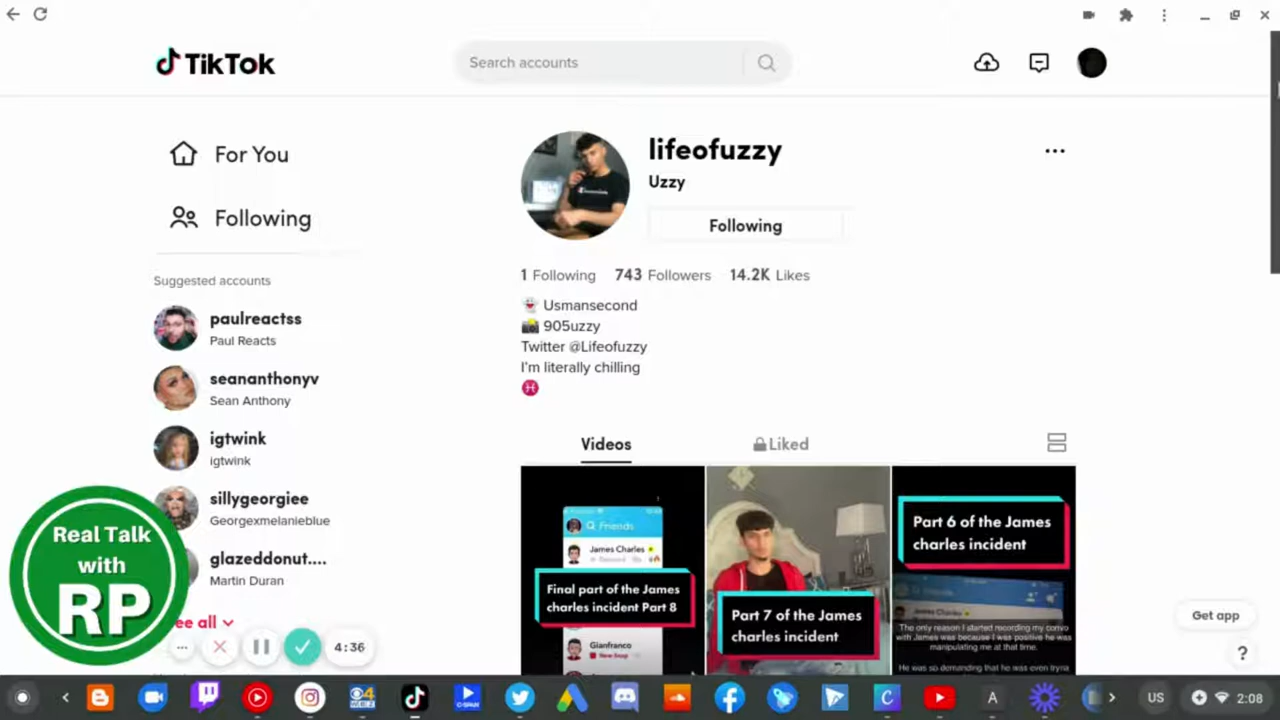 TikTok
Search accounts
For You
Following
Suggested accounts
paulreactss
Paul Reacts
seananthonyv
Sean Anthony
igtwink
igtwink
sillygeorgiee
Georgexmelanieblue
glazeddonut....
Martin Duran
ee all
lifeofuzzy
Uzzy
Following
1 Following 743 Followers 14.2K Likes
Usmansecond
905uzzy
Twitter @Lifeofuzzy
I'm literally chilling
Videos
Liked
Friends
James Charles
Final part of the James
charles incident Part 8
Gianfranco
New Snap
Part 7 of the James
charles incident
Part 6 of the James
charles incident
James Charles
The only reason I started recording my convo
with James was because I was positive he was
manipulating me at that time.
He was so demanding that he was even tryna
Get app
?
Real Talk
with
RP
4:36
C-SPAN
4
WBZ
C
A
US
2:08